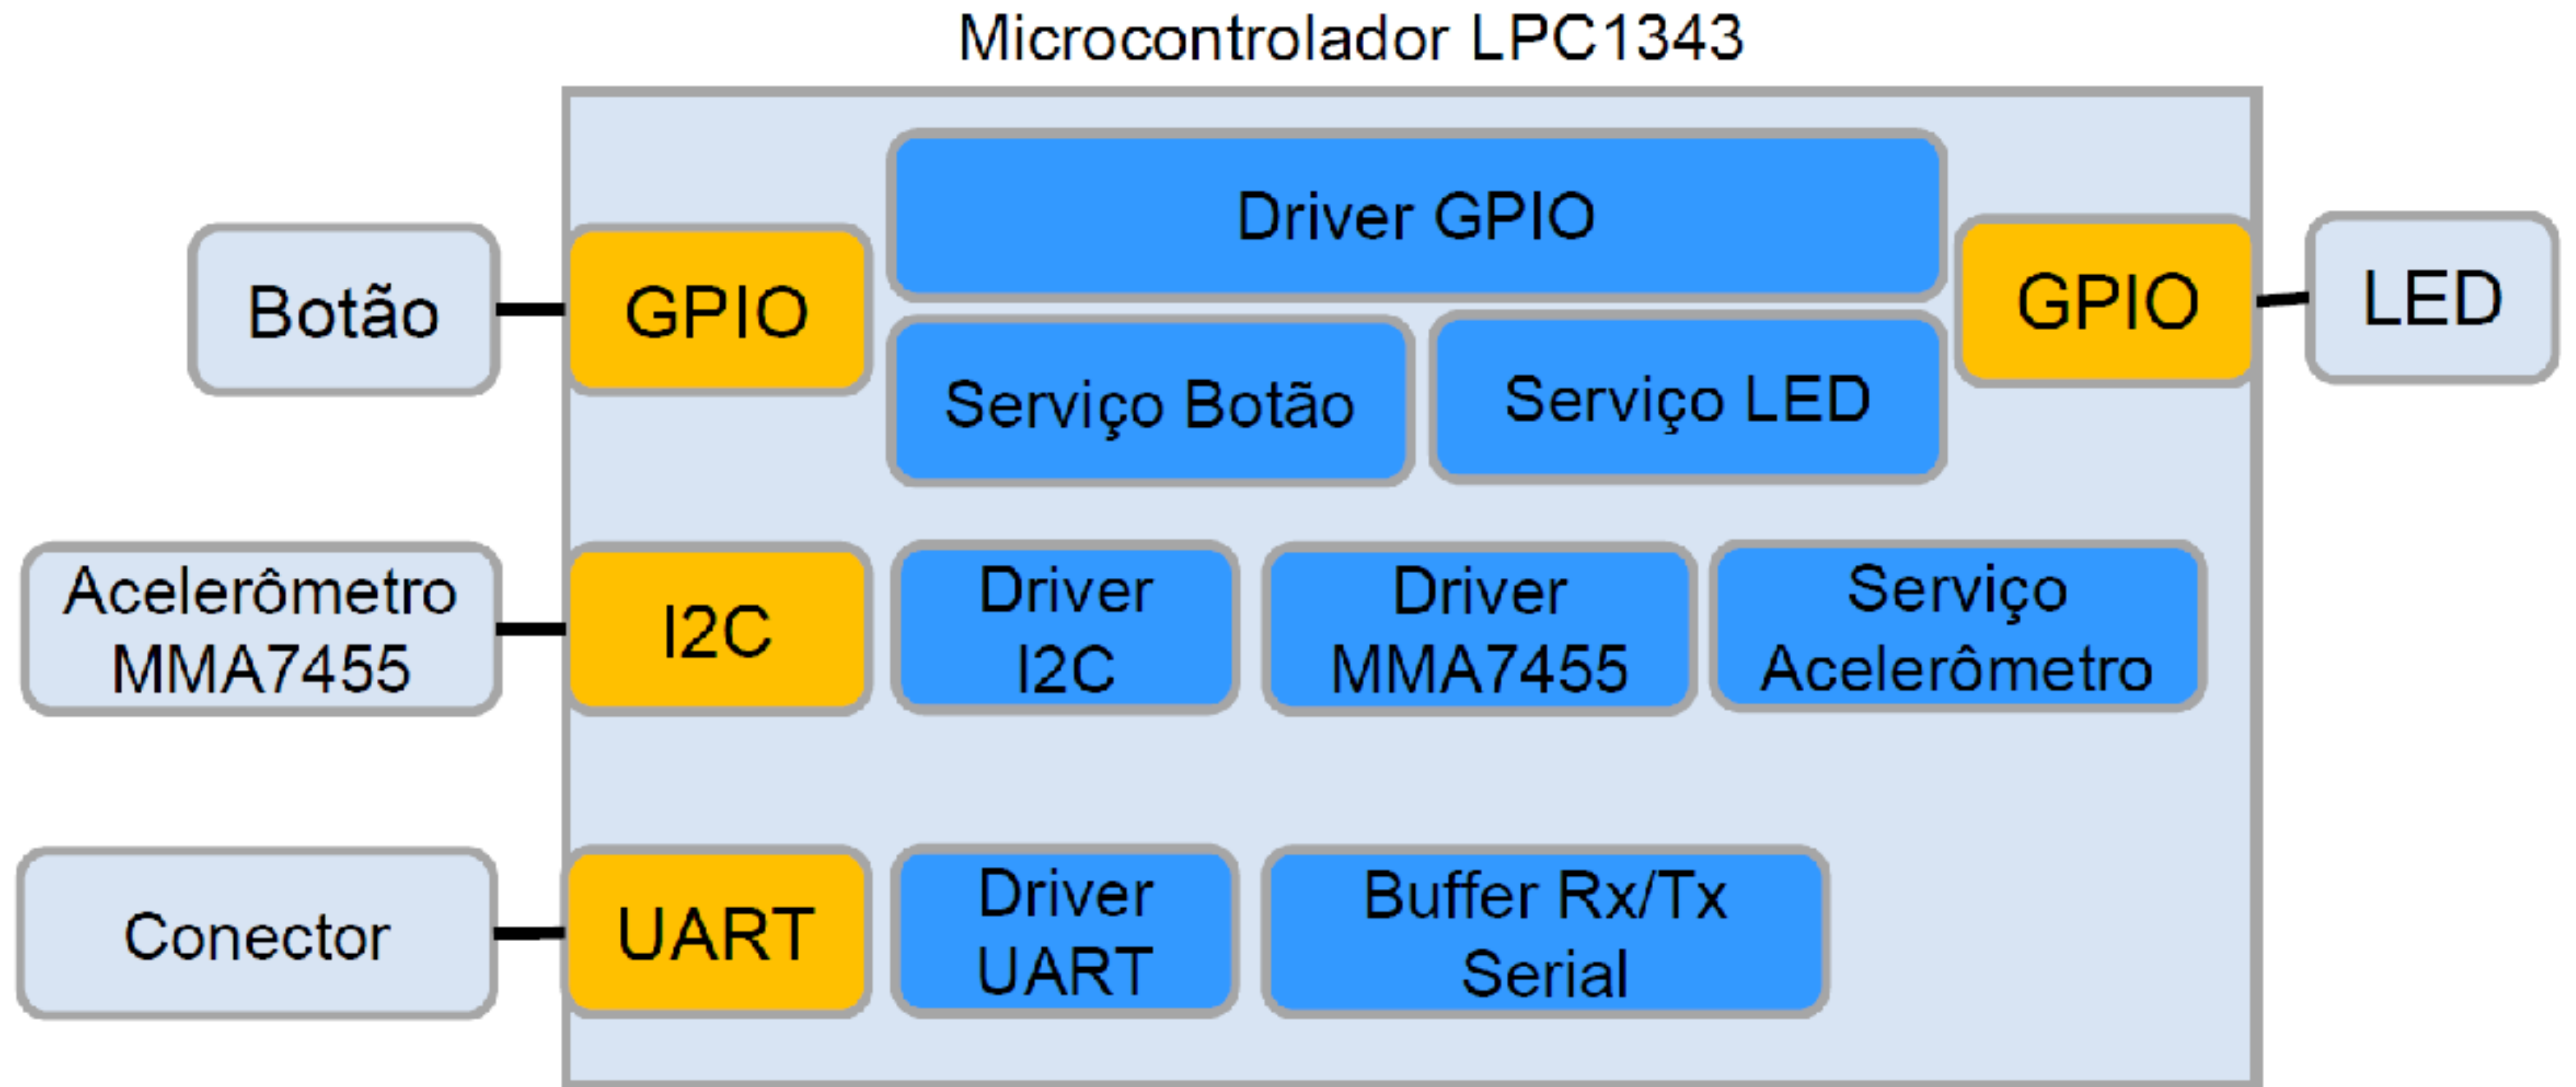 Microcontrolador LPC1343
Driver GPIO
Botão
GPIO
GPIO
LED
Serviço Botão
Serviço LED
Acelerômetro
MMA7455
I2C
Driver
I2C
Driver
MMA7455
Serviço
Acelerômetro
Conector
UART
Driver
UART
Buffer Rx/Tx
Serial